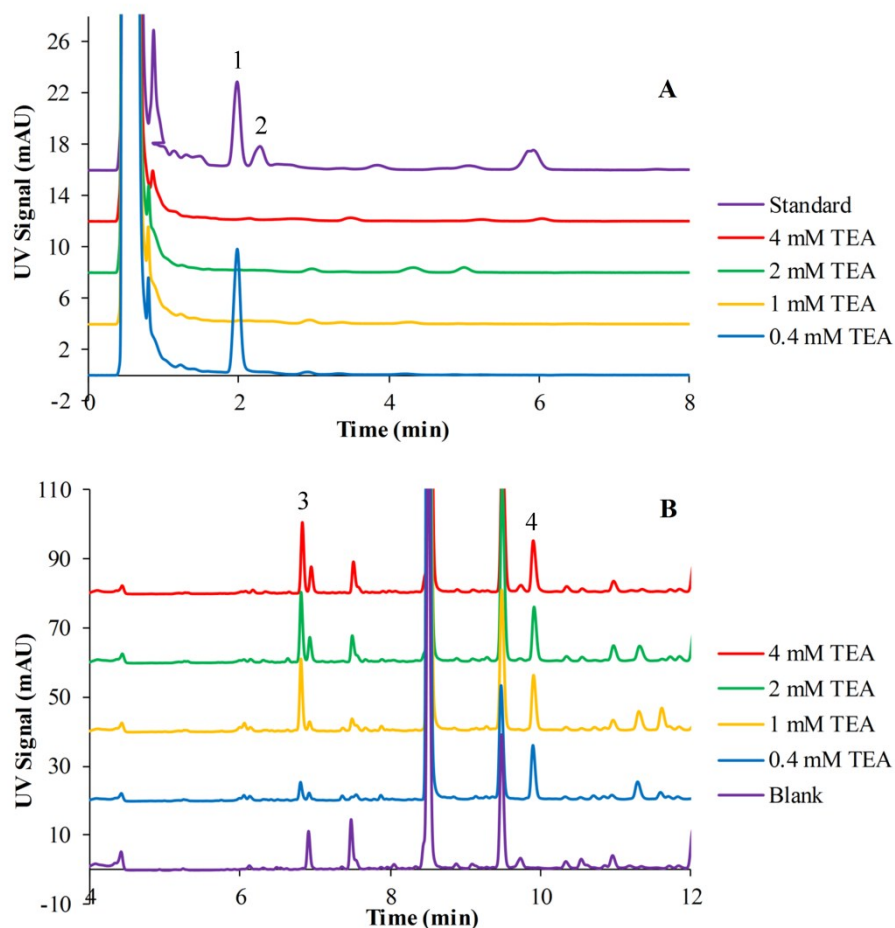 26
22
18
14
10
6
2
-2
UV Signal (mAU)
1
2
A
0 2 4 6 8
Time (min)
Standard
4 mM TEA
2 mM TEA
1 mM TEA
0.4 mM TEA
110
90
70
50
30
10
-10
UV Signal (mAU)
3
4
B
4 6 8 10 12
Time (min)
4 mM TEA
2 mM TEA
1 mM TEA
0.4 mM TEA
Blank